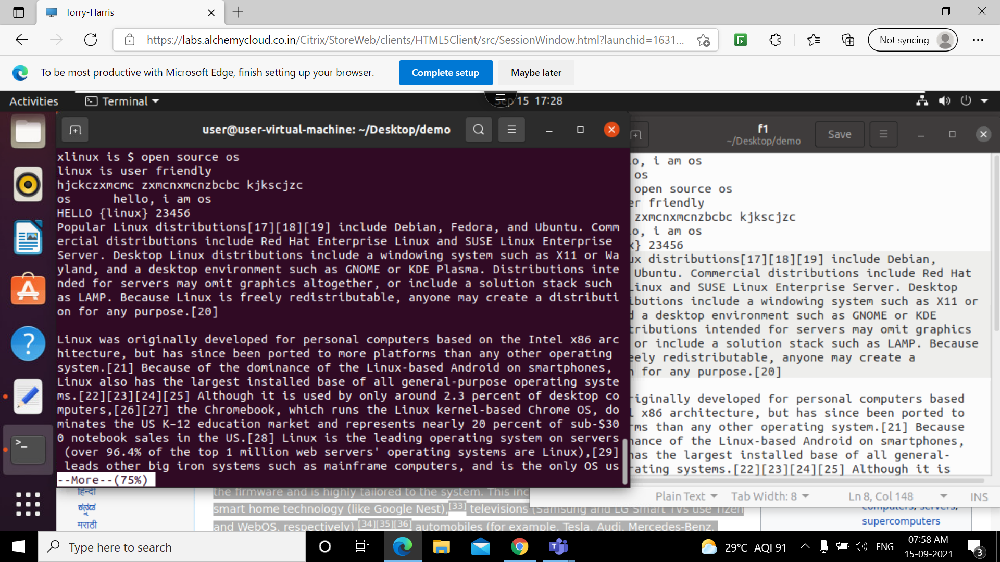 Torry-Harris
https://labs.alchemycloud.co.in/Citrix/StoreWeb/clients/HTML5Client/src/SessionWindow.html?launchid=1631...
Not syncing
To be most productive with Microsoft Edge, finish setting up your browser.
Complete setup
Maybe later
Activities
Terminal
Sep 15 17:28
user@user-virtual-machine: ~/Desktop/demo
xlinux is $ open source os
linux is user friendly
hjckczxmcmc zxmcnxmcnzbcbc kjkscjzc
os hello, i am os
HELLO {linux} 23456
Popular Linux distributions[17][18][19] include Debian, Fedora, and Ubuntu. Comm
ercial distributions include Red Hat Enterprise Linux and SUSE Linux Enterprise
Server. Desktop Linux distributions include a windowing system such as X11 or Wa
yland, and a desktop environment such as GNOME or KDE Plasma. Distributions inte
nded for servers may omit graphics altogether, or include a solution stack such
as LAMP. Because Linux is freely redistributable, anyone may create a distributi
on for any purpose.[20]
Linux was originally developed for personal computers based on the Intel x86 arc
hitecture, but has since been ported to more platforms than any other operating
system.[21] Because of the dominance of the Linux-based Android on smartphones,
Linux also has the largest installed base of all general-purpose operating syste
ms.[22][23][24][25] Although it is used by only around 2.3 percent of desktop co
mputers,[26][27] the Chromebook, which runs the Linux kernel-based Chrome OS, do
minates the US K–12 education market and represents nearly 20 percent of sub-$30
0 notebook sales in the US.[28] Linux is the leading operating system on servers
(over 96.4% of the top 1 million web servers' operating systems are Linux),[29]
leads other big iron systems such as mainframe computers, and is the only OS us
--More--(75%)
f1
~/Desktop/demo
Save
lo, i am os
os
open source os
er friendly
zxmcnxmcnzbcbc kjkscjzc
lo, i am os
x} 23456
ux distributions[17][18][19] include Debian,
Ubuntu. Commercial distributions include Red Hat
Linux and SUSE Linux Enterprise Server. Desktop
ibutions include a windowing system such as X11 or
d a desktop environment such as GNOME or KDE
tributions intended for servers may omit graphics
or include a solution stack such as LAMP. Because
eely redistributable, anyone may create a
n for any purpose.[20]
riginally developed for personal computers based
l x86 architecture, but has since been ported to
rms than any other operating system.[21] Because
nance of the Linux-based Android on smartphones,
has the largest installed base of all general-
rating systems.[22][23][24][25] Although it is
Plain Text
Tab Width: 8
Ln 8, Col 148
INS
हिन्दी
ಕನ್ನಡ
मराठी
the firmware and is highly tailored to the system. This inc
smart home technology (like Google Nest),[33] televisions (Samsung and LG Smart TVs use Tizen
and WebOS, respectively),[34][35][36] automobiles (for example, Tesla, Audi, Mercedes-Benz,
computers, servers,
supercomputers
Type here to search
29°C AQI 91
ENG
07:58 AM
15-09-2021
3